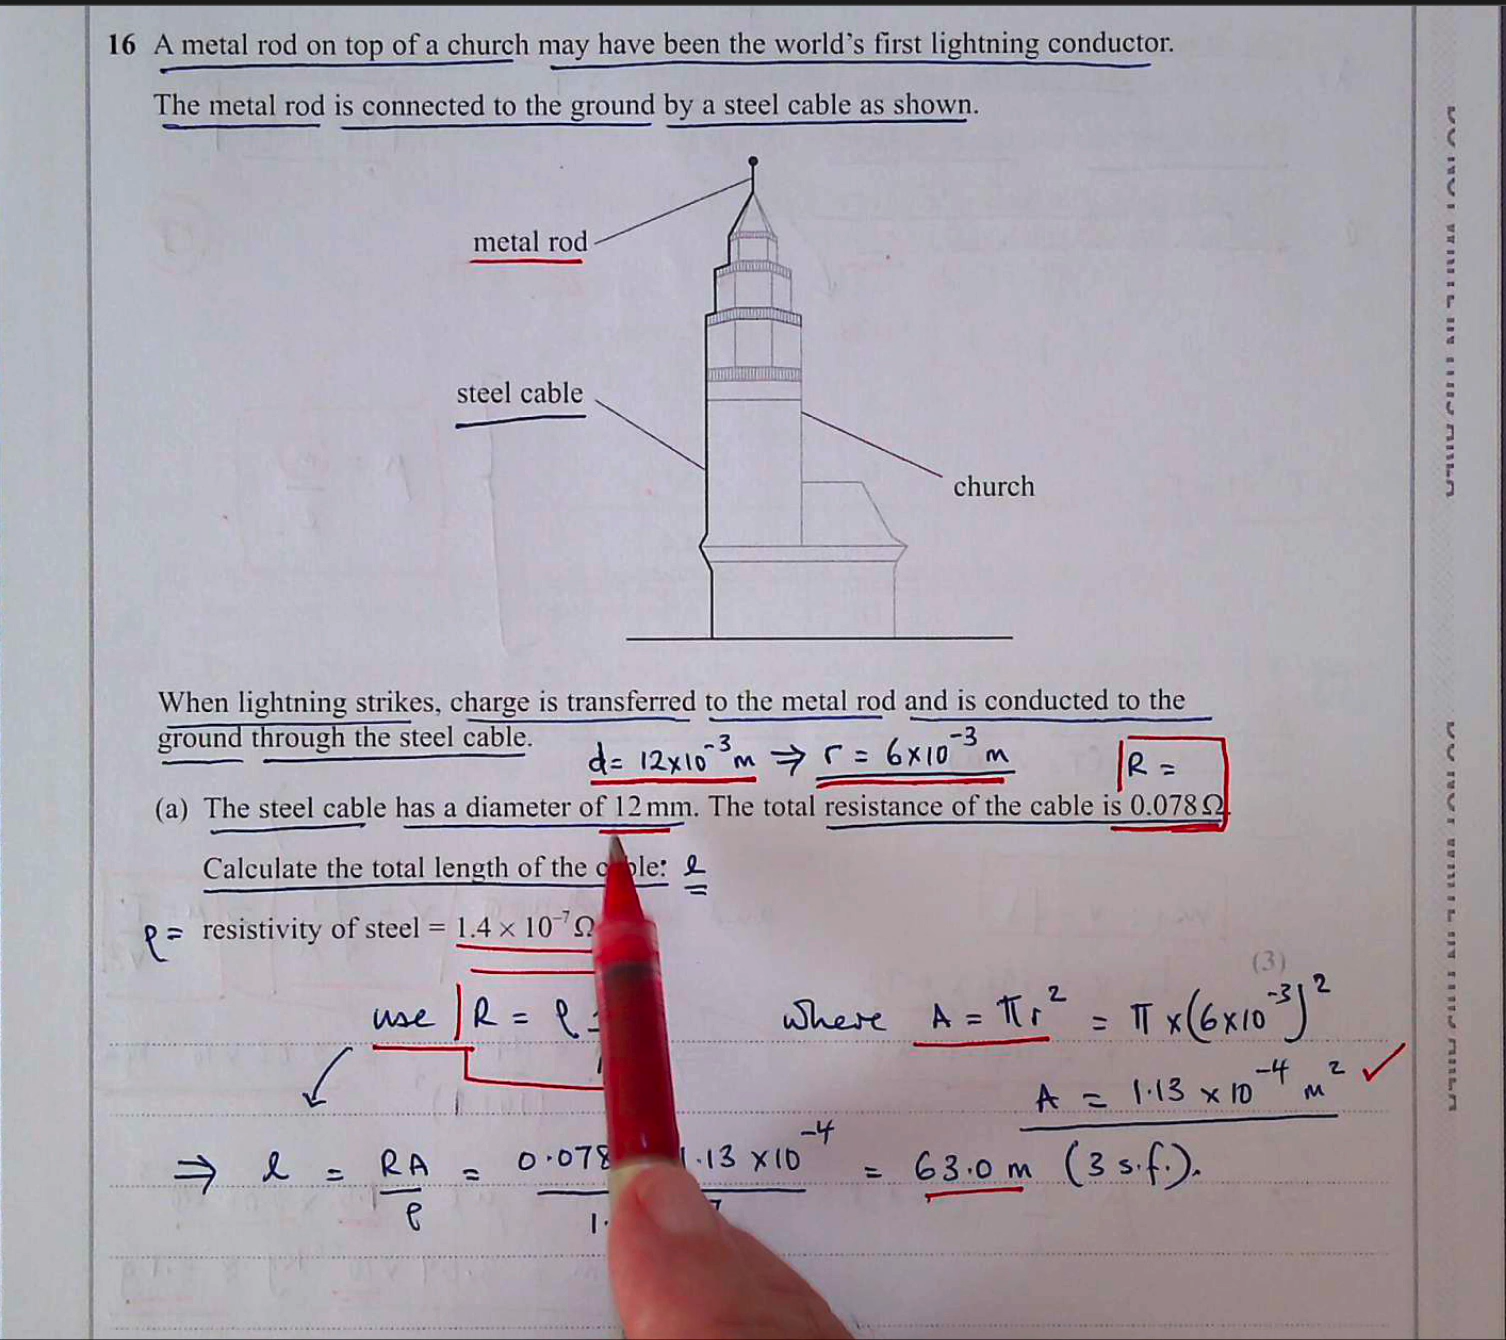 16 A metal rod on top of a church may have been the world's first lightning conductor.
The metal rod is connected to the ground by a steel cable as shown.
metal rod
steel cable
church
When lightning strikes, charge is transferred to the metal rod and is conducted to the
ground through the steel cable.
d = 12×10⁻³ m ⇒ r = 6×10⁻³ m
R =
(a) The steel cable has a diameter of 12 mm. The total resistance of the cable is 0.078 Ω.
Calculate the total length of the cable: l
ρ = resistivity of steel = 1.4 × 10⁻⁷ Ω
(3)
use R = ρ where A = πr² = π×(6×10⁻³)²
A = 1.13 × 10⁻⁴ m² ✓
⇒ l = RA/ρ = 0.078 1.13 × 10⁻⁴ / 1. = 63.0 m (3 s.f.).